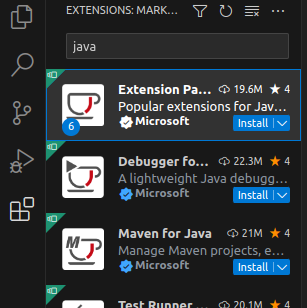 EXTENSIONS: MARK...
java
Extension Pa... 19.6M ★ 4
Popular extensions for Jav...
Microsoft
Install
6
Debugger fo... 22.3M ★ 4
A lightweight Java debugg...
Microsoft
Install
Maven for Java 21M ★ 4
M
Manage Maven projects, e...
Microsoft
Install
Test Runner ... 20.1M ★ 4